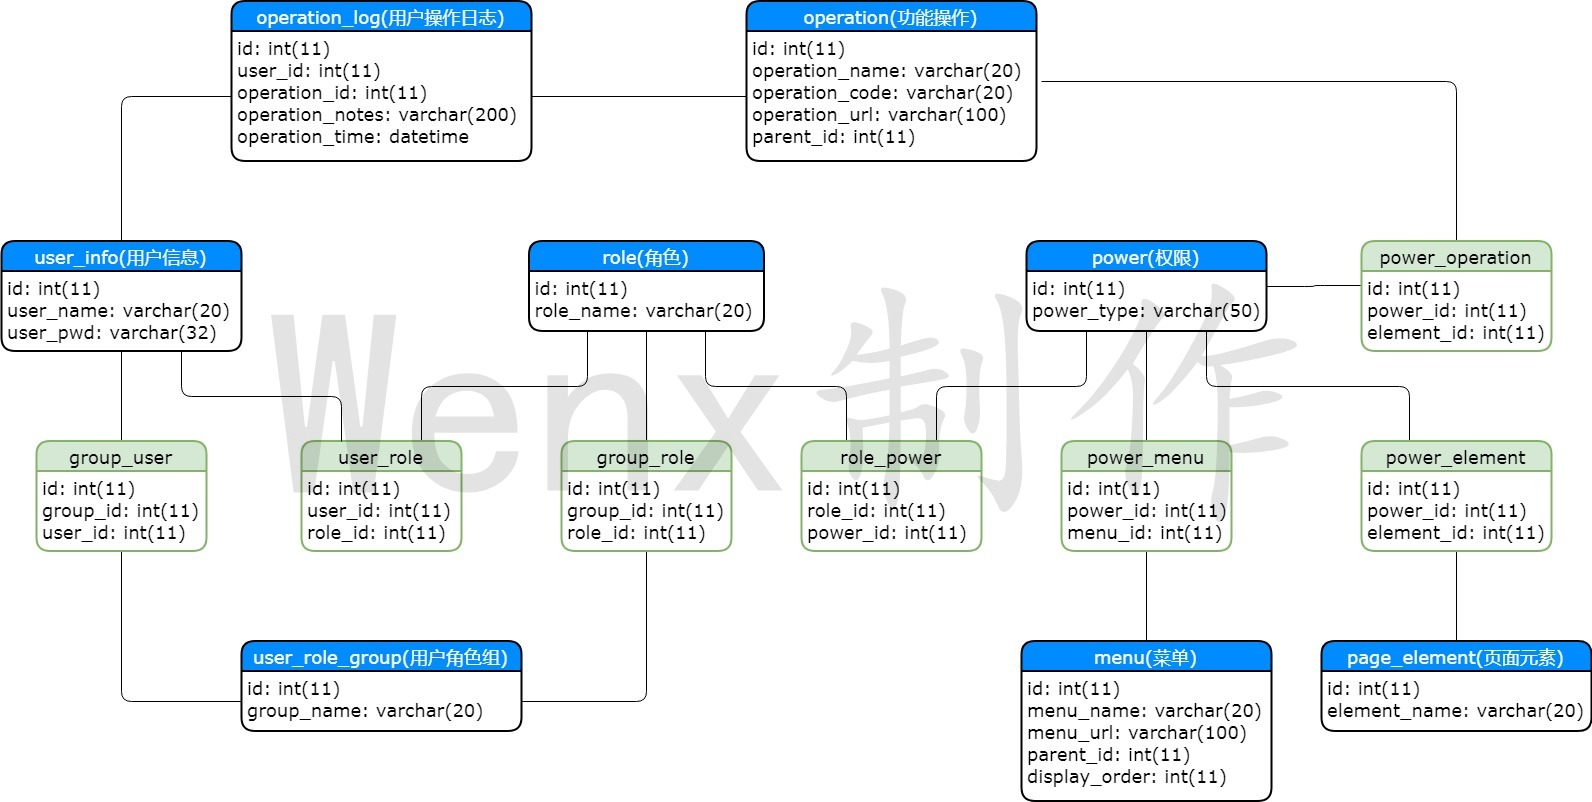 operation_log(用户操作日志)
id: int(11)
user_id: int(11)
operation_id: int(11)
operation_notes: varchar(200)
operation_time: datetime
operation(功能操作)
id: int(11)
operation_name: varchar(20)
operation_code: varchar(20)
operation_url: varchar(100)
parent_id: int(11)
user_info(用户信息)
id: int(11)
user_name: varchar(20)
user_pwd: varchar(32)
role(角色)
id: int(11)
role_name: varchar(20)
power(权限)
id: int(11)
power_type: varchar(50)
power_operation
id: int(11)
power_id: int(11)
element_id: int(11)
Wenx制作
group_user
id: int(11)
group_id: int(11)
user_id: int(11)
user_role
id: int(11)
user_id: int(11)
role_id: int(11)
group_role
id: int(11)
group_id: int(11)
role_id: int(11)
role_power
id: int(11)
role_id: int(11)
power_id: int(11)
power_menu
id: int(11)
power_id: int(11)
menu_id: int(11)
power_element
id: int(11)
power_id: int(11)
element_id: int(11)
user_role_group(用户角色组)
id: int(11)
group_name: varchar(20)
menu(菜单)
id: int(11)
menu_name: varchar(20)
menu_url: varchar(100)
parent_id: int(11)
display_order: int(11)
page_element(页面元素)
id: int(11)
element_name: varchar(20)